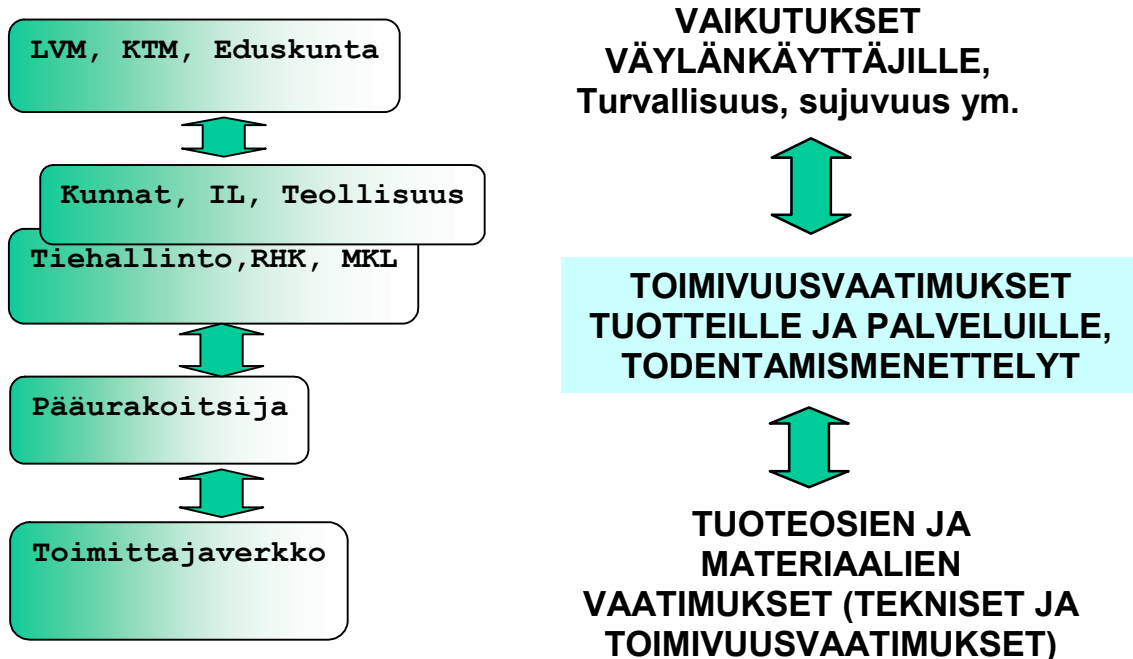 LVM, KTM, Eduskunta
Kunnat, IL, Teollisuus
Tiehallinto,RHK, MKL
Pääurakoitsija
Toimittajaverkko
VAIKUTUKSET
VÄYLÄNKÄYTTÄJILLE,
Turvallisuus, sujuvuus ym.
TOIMIVUUSVAATIMUKSET
TUOTTEILLE JA PALVELUILLE,
TODENTAMISMENETTELYT
TUOTEOSIEN JA
MATERIAALIEN
VAATIMUKSET (TEKNISET JA
TOIMIVUUSVAATIMUKSET)